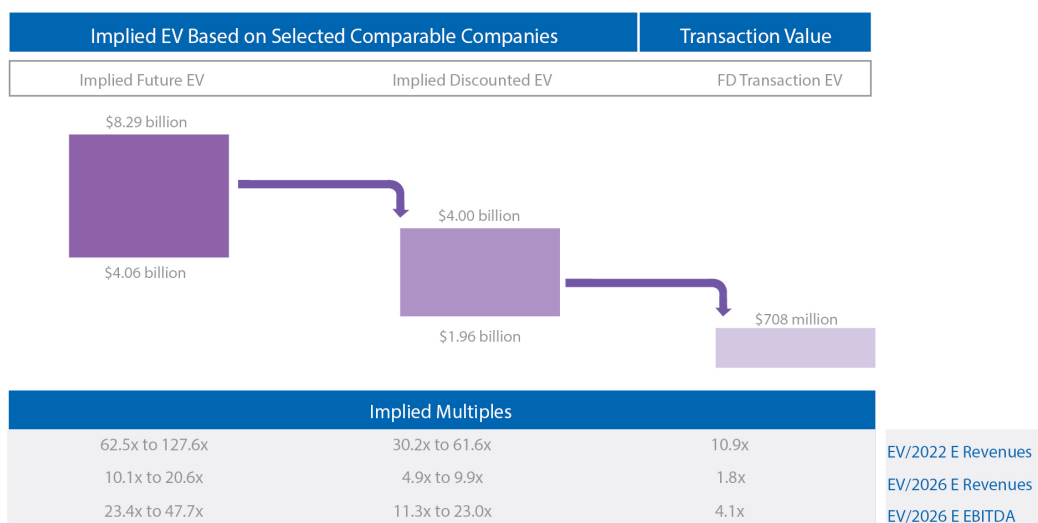 Implied EV Based on Selected Comparable Companies Transaction Value
Implied Future EV Implied Discounted EV FD Transaction EV
$8.29 billion
$4.06 billion
$4.00 billion
$1.96 billion
$708 million
Implied Multiples
62.5x to 127.6x 30.2x to 61.6x 10.9x EV/2022 E Revenues
10.1x to 20.6x 4.9x to 9.9x 1.8x EV/2026 E Revenues
23.4x to 47.7x 11.3x to 23.0x 4.1x EV/2026 E EBITDA